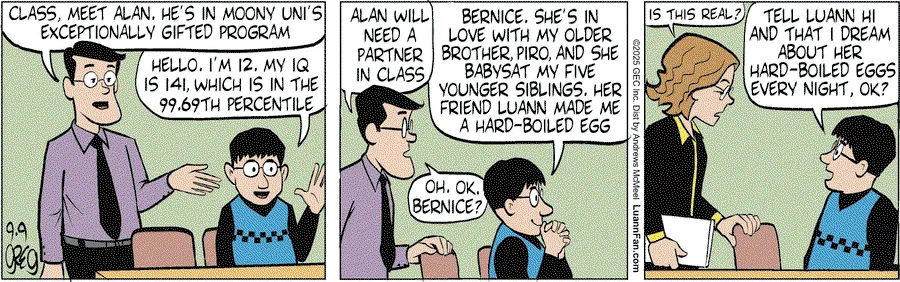 CLASS, MEET ALAN. HE'S IN MOONY UNI'S
EXCEPTIONALLY GIFTED PROGRAM
HELLO. I'M 12. MY IQ
IS 141, WHICH IS IN THE
99.69TH PERCENTILE
9.9
GREG
ALAN WILL
NEED A
PARTNER
IN CLASS
BERNICE. SHE'S IN
LOVE WITH MY OLDER
BROTHER, PIRO, AND SHE
BABYSAT MY FIVE
YOUNGER SIBLINGS. HER
FRIEND LUANN MADE ME
A HARD-BOILED EGG
OH. OK.
BERNICE?
©2025 GEC Inc. Dist by Andrews McMeel LuannFan.com
IS THIS REAL?
TELL LUANN HI
AND THAT I DREAM
ABOUT HER
HARD-BOILED EGGS
EVERY NIGHT, OK?